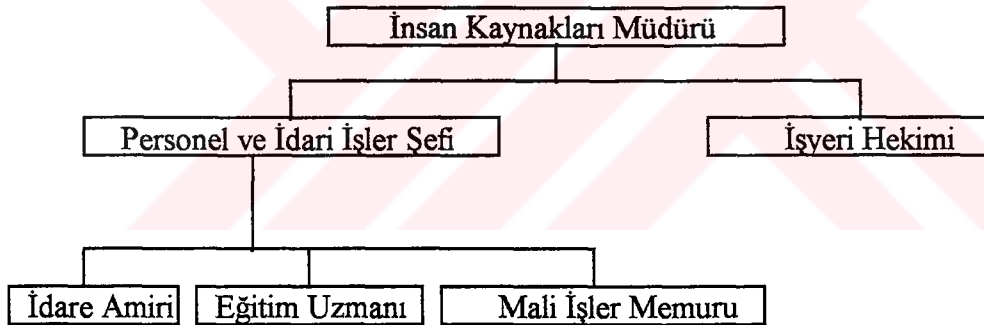 İnsan Kaynakları Müdürü
Personel ve İdari İşler Şefi
İşyeri Hekimi
İdare Amiri
Eğitim Uzmanı
Mali İşler Memuru